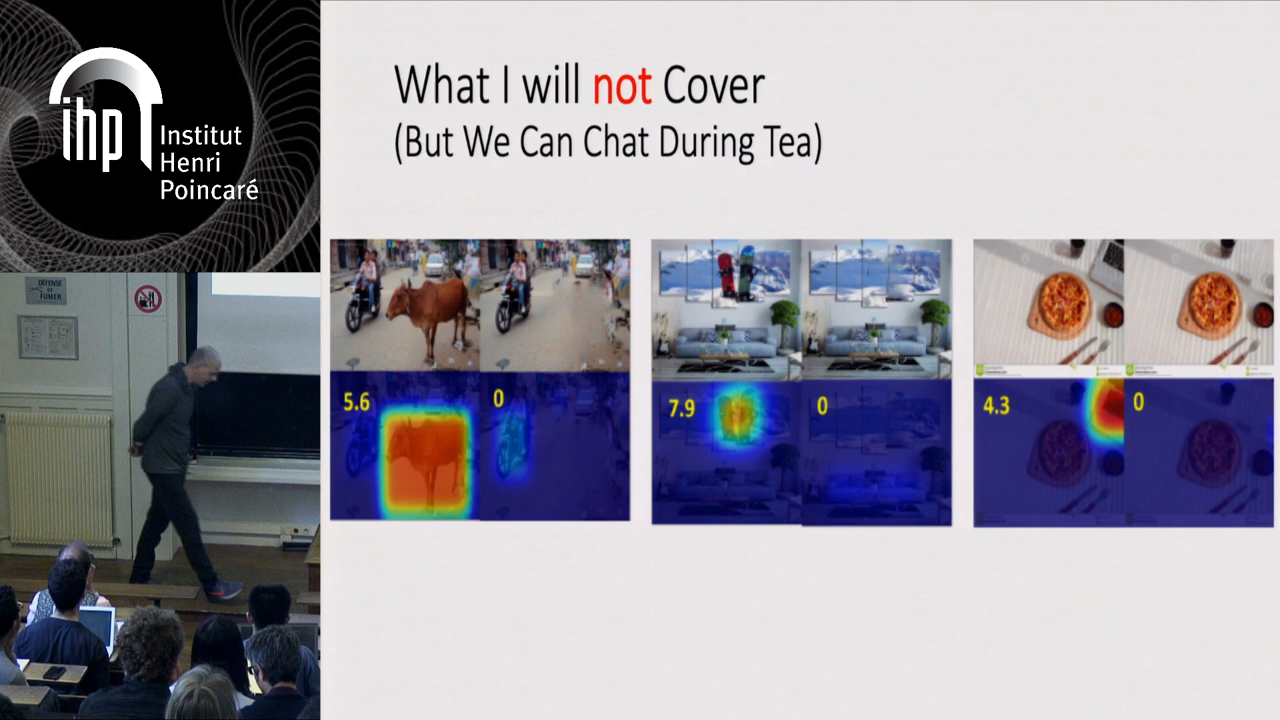 ihp
Institut
Henri
Poincaré
DÉFENSE
DE
FUMER
What I will not Cover
(But We Can Chat During Tea)
5.6
0
7.9
0
4.3
0